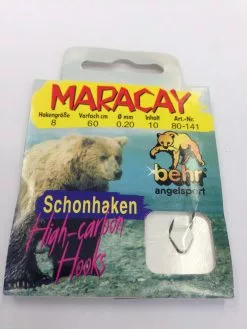 MARACAY
Hakengröße Vorfach cm Ø mm Inhalt Art.-Nr.
8 60 0.20 10 80-141
behr
angelsport
Schonhaken
High-carbon
Hooks